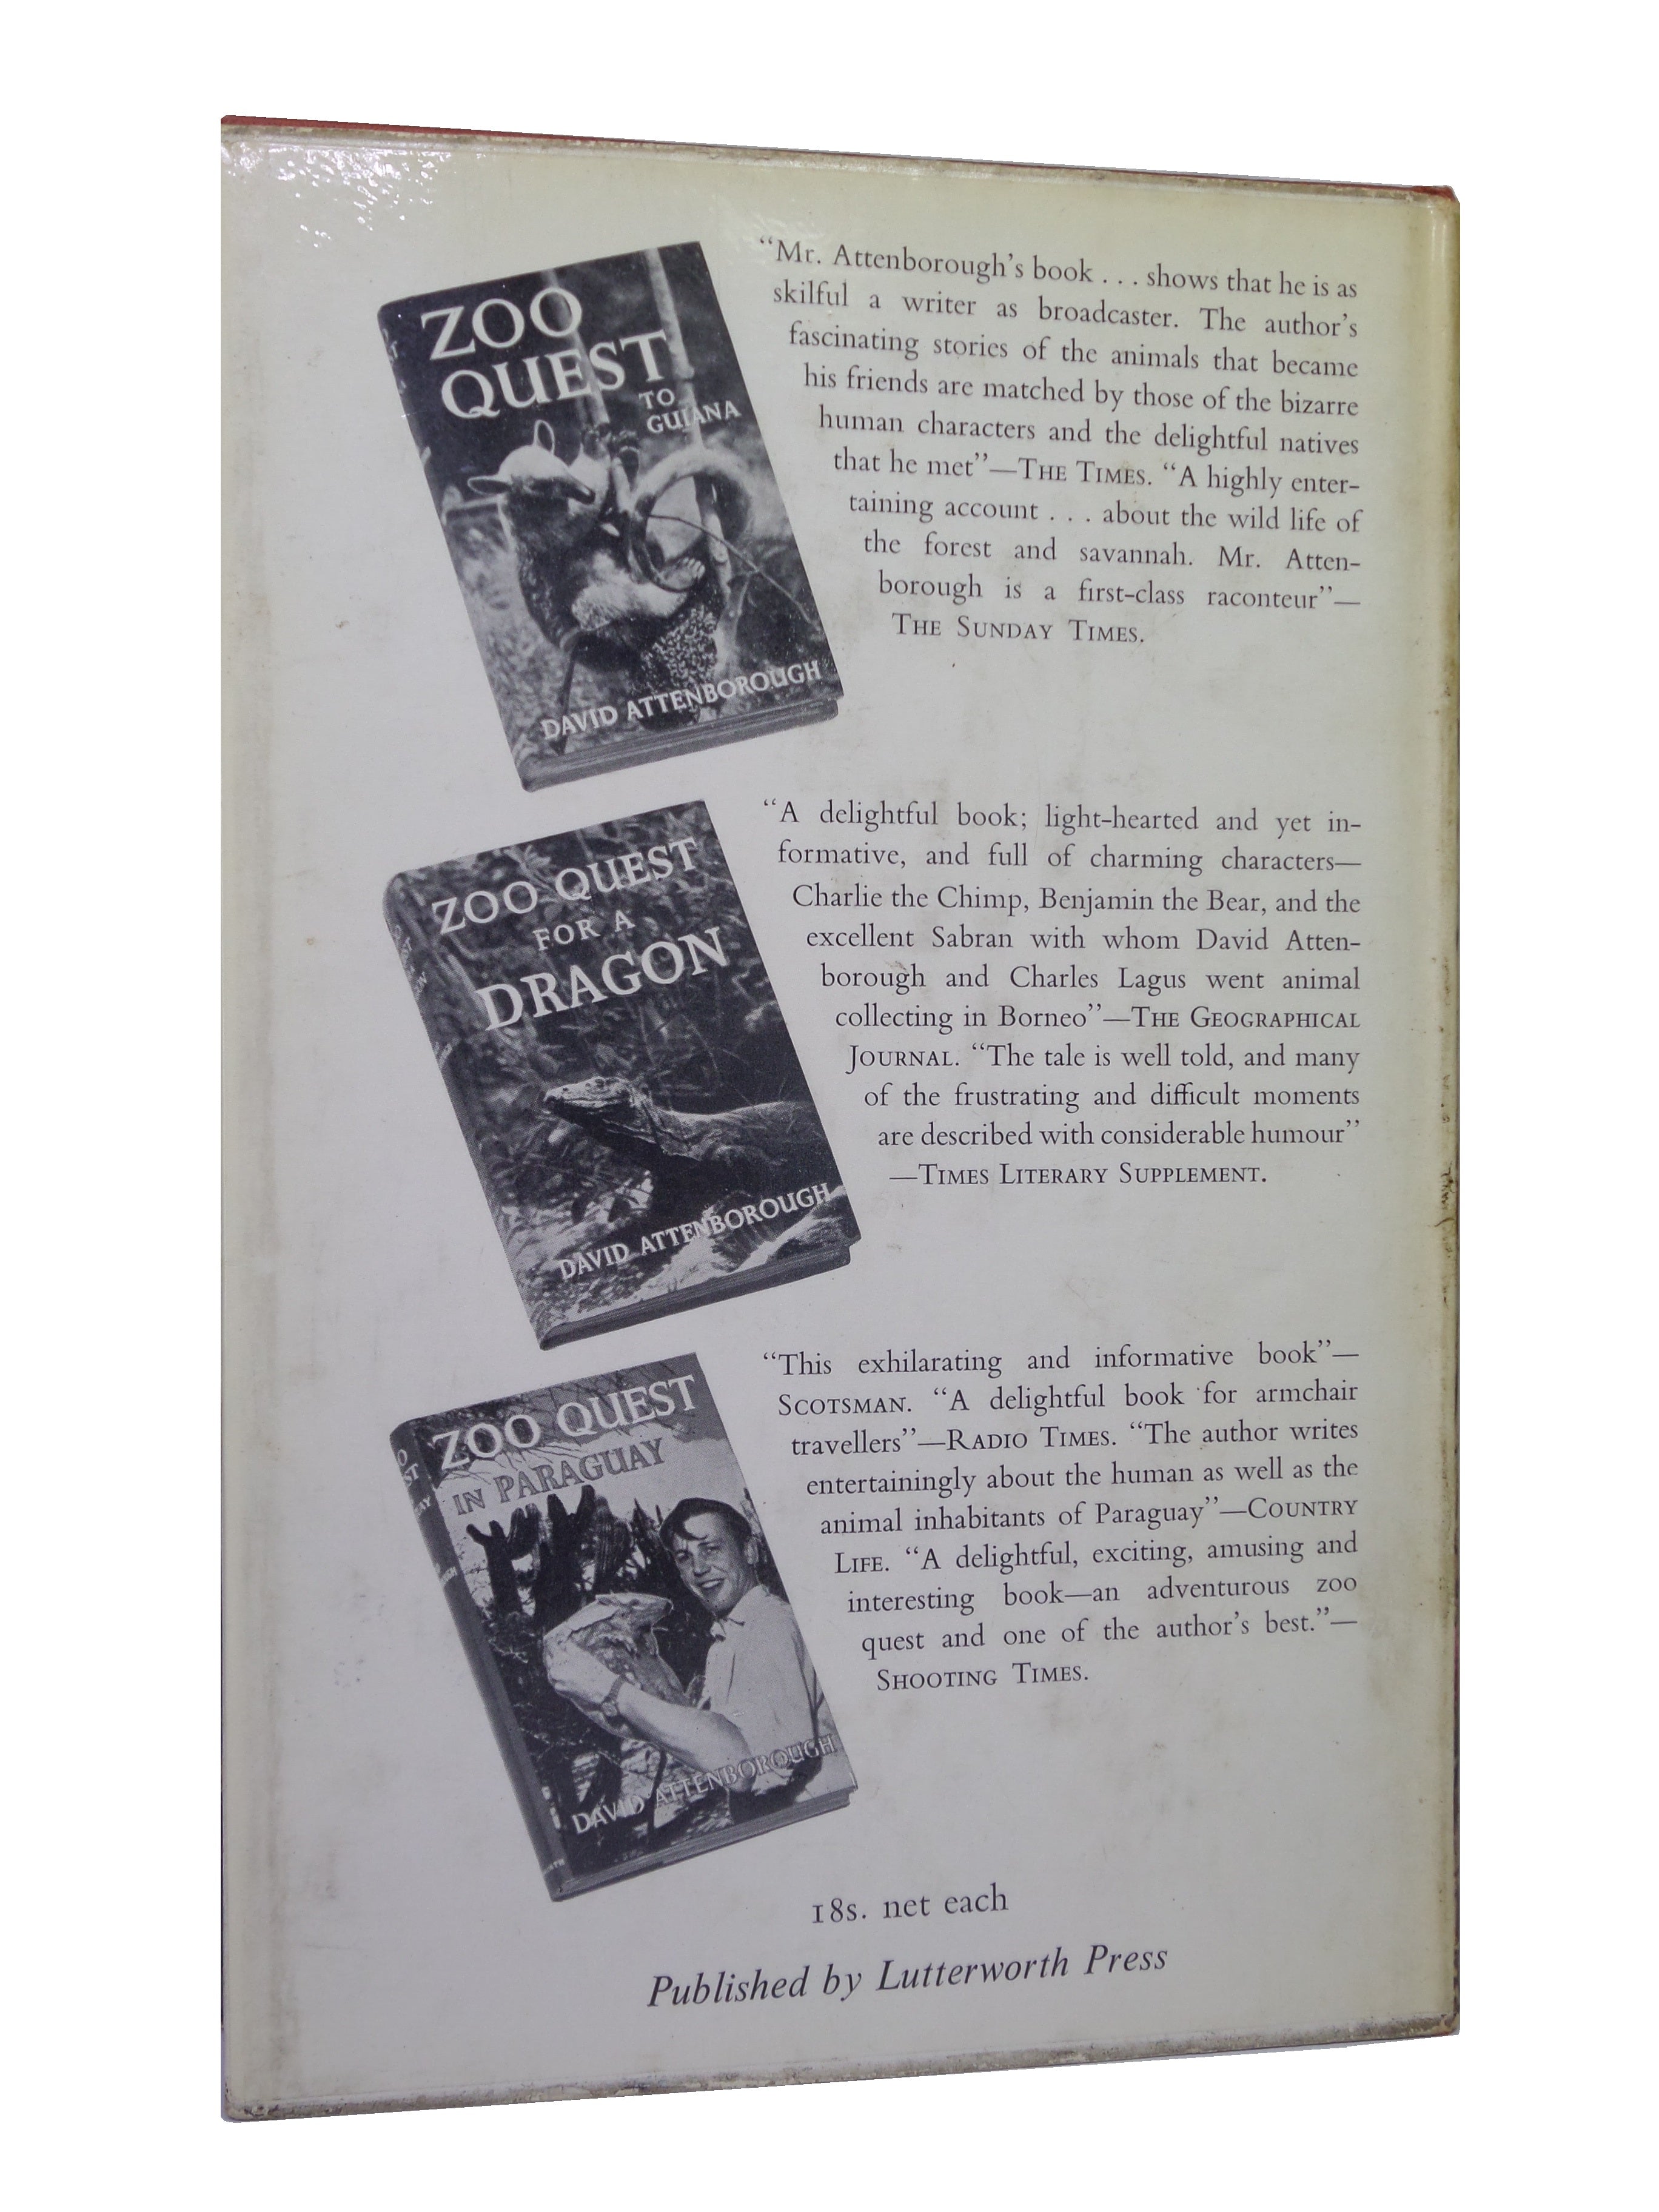 ZOO
QUEST
TO
GUIANA
DAVID ATTENBOROUGH
“Mr. Attenborough’s book . . . shows that he is as
skilful a writer as broadcaster. The author’s
fascinating stories of the animals that became
his friends are matched by those of the bizarre
human characters and the delightful natives
that he met”—THE TIMES. “A highly enter-
taining account . . . about the wild life of
the forest and savannah. Mr. Atten-
borough is a first-class raconteur”—
THE SUNDAY TIMES.
ZOO QUEST
FOR A
DRAGON
DAVID ATTENBOROUGH
“A delightful book; light-hearted and yet in-
formative, and full of charming characters—
Charlie the Chimp, Benjamin the Bear, and the
excellent Sabran with whom David Atten-
borough and Charles Lagus went animal
collecting in Borneo”—THE GEOGRAPHICAL
JOURNAL. “The tale is well told, and many
of the frustrating and difficult moments
are described with considerable humour”
—TIMES LITERARY SUPPLEMENT.
ZOO QUEST
IN PARAGUAY
DAVID ATTENBOROUGH
“This exhilarating and informative book”—
SCOTSMAN. “A delightful book for armchair
travellers”—RADIO TIMES. “The author writes
entertainingly about the human as well as the
animal inhabitants of Paraguay”—COUNTRY
LIFE. “A delightful, exciting, amusing and
interesting book—an adventurous zoo
quest and one of the author’s best.”—
SHOOTING TIMES.
18s. net each
Published by Lutterworth Press